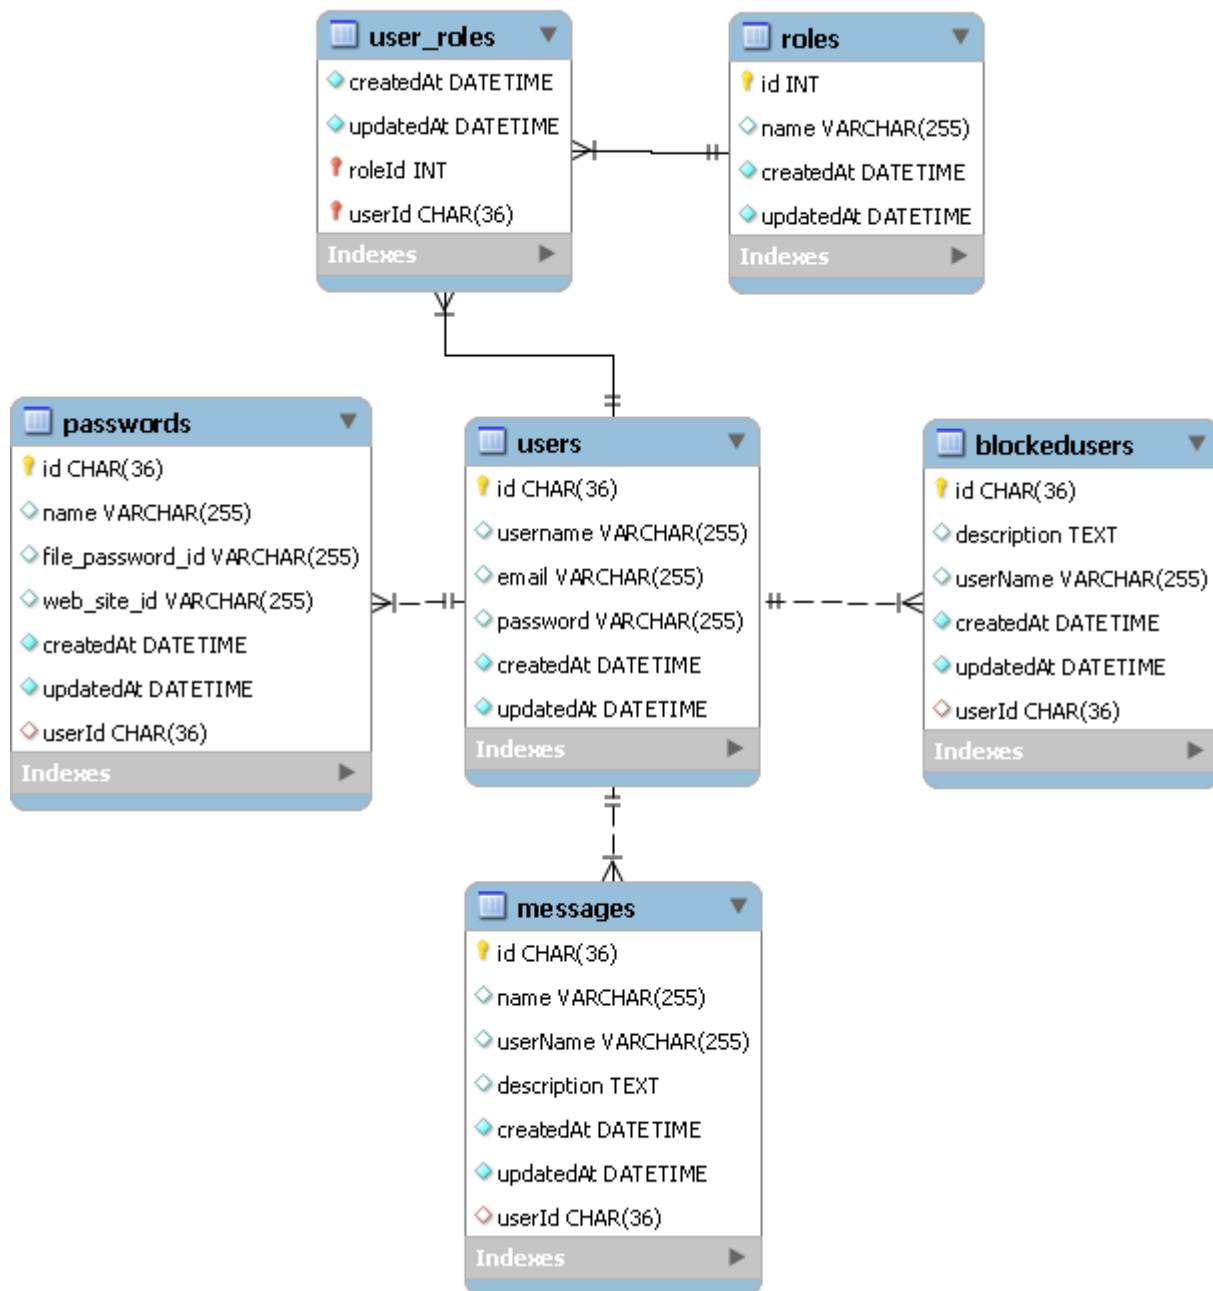 user_roles
createdAt DATETIME
updatedAt DATETIME
roleId INT
userId CHAR(36)
Indexes
roles
id INT
name VARCHAR(255)
createdAt DATETIME
updatedAt DATETIME
Indexes
passwords
id CHAR(36)
name VARCHAR(255)
file_password_id VARCHAR(255)
web_site_id VARCHAR(255)
createdAt DATETIME
updatedAt DATETIME
userId CHAR(36)
Indexes
users
id CHAR(36)
username VARCHAR(255)
email VARCHAR(255)
password VARCHAR(255)
createdAt DATETIME
updatedAt DATETIME
Indexes
blockedusers
id CHAR(36)
description TEXT
userName VARCHAR(255)
createdAt DATETIME
updatedAt DATETIME
userId CHAR(36)
Indexes
messages
id CHAR(36)
name VARCHAR(255)
userName VARCHAR(255)
description TEXT
createdAt DATETIME
updatedAt DATETIME
userId CHAR(36)
Indexes